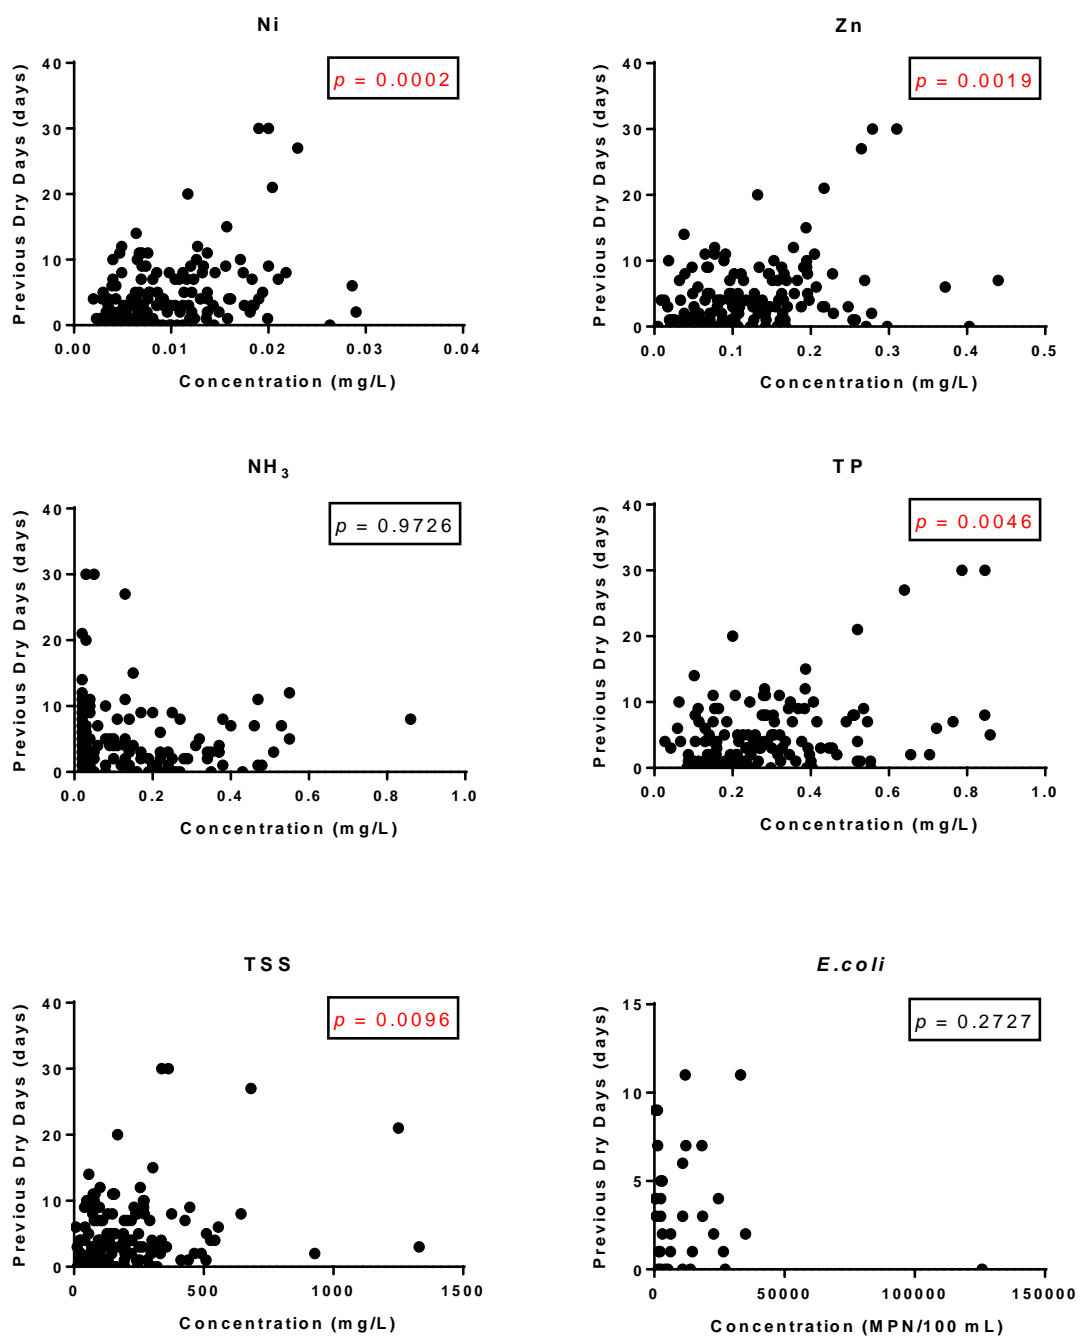 Ni
p = 0.0002
Previous Dry Days (days)
40
30
20
10
0
0.00 0.01 0.02 0.03 0.04
Concentration (mg/L)
Zn
p = 0.0019
Previous Dry Days (days)
40
30
20
10
0
0.0 0.1 0.2 0.3 0.4 0.5
Concentration (mg/L)
NH3
p = 0.9726
Previous Dry Days (days)
40
30
20
10
0
0.0 0.2 0.4 0.6 0.8 1.0
Concentration (mg/L)
TP
p = 0.0046
Previous Dry Days (days)
40
30
20
10
0
0.0 0.2 0.4 0.6 0.8 1.0
Concentration (mg/L)
TSS
p = 0.0096
Previous Dry Days (days)
40
30
20
10
0
0 500 1000 1500
Concentration (mg/L)
E.coli
p = 0.2727
Previous Dry Days (days)
15
10
5
0
0 50000 100000 150000
Concentration (MPN/100 mL)